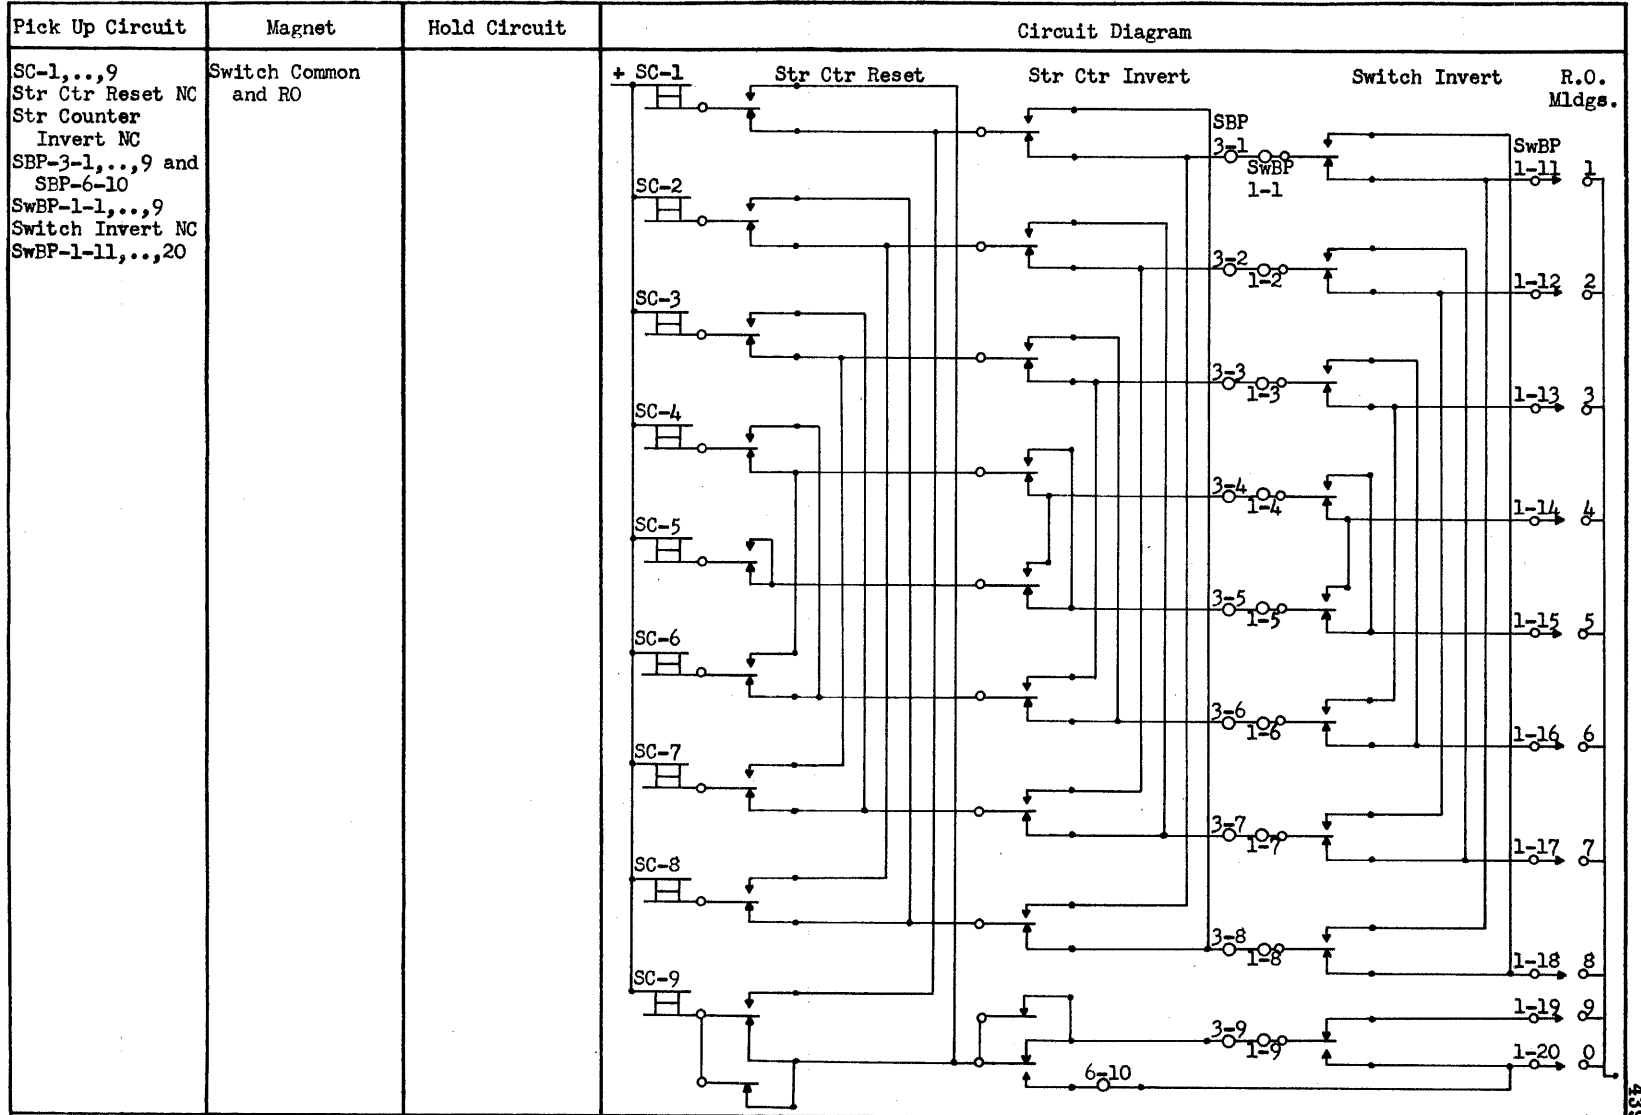 Pick Up Circuit
Magnet
Hold Circuit
Circuit Diagram
SC-1,..,9
Str Ctr Reset NC
Str Counter
Invert NC
SBP-3-1,..,9 and
SBP-6-10
SwBP-1-1,..,9
Switch Invert NC
SwBP-1-11,..,20
Switch Common
and RO
+ SC-1
Str Ctr Reset
Str Ctr Invert
Switch Invert
R.O.
Mldgs.
SBP
3-1
SwBP
1-1
SwBP
1-11 1
SC-2
3-2
1-2
1-12 2
SC-3
3-3
1-3
1-13 3
SC-4
3-4
1-4
1-14 4
SC-5
3-5
1-5
1-15 5
SC-6
3-6
1-6
1-16 6
SC-7
3-7
1-7
1-17 7
SC-8
3-8
1-8
1-18 8
SC-9
3-9
1-9
1-19 9
6-10
1-20 0